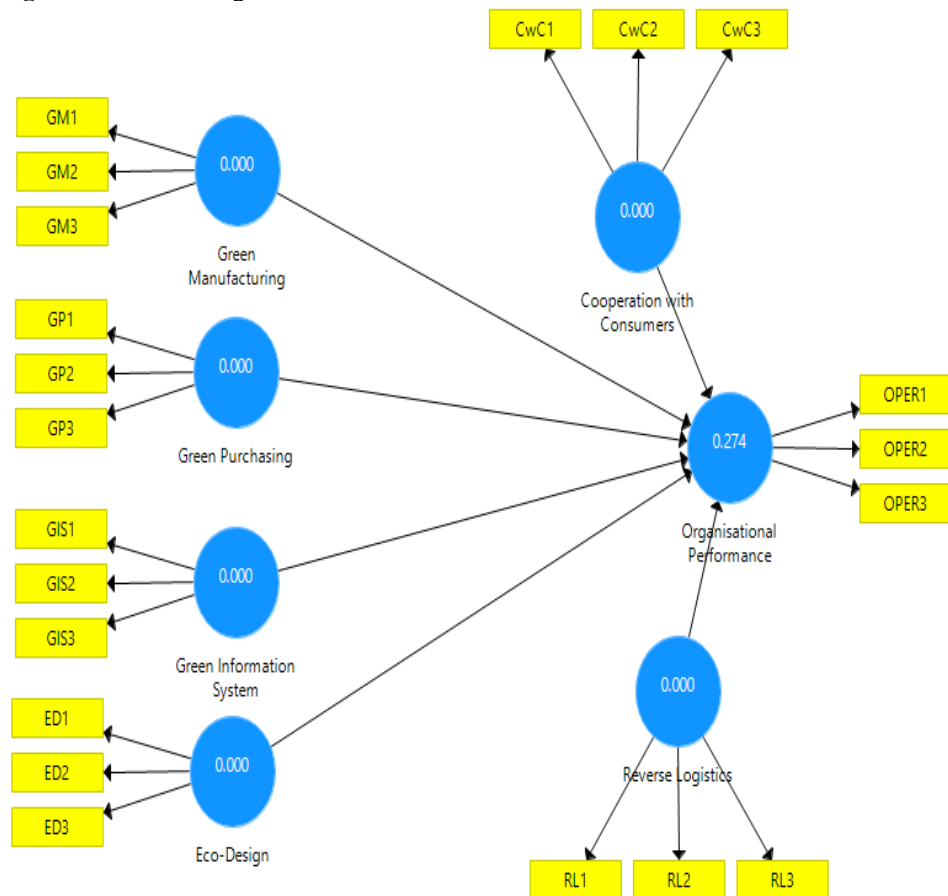 CwC1
CwC2
CwC3
GM1
GM2
GM3
0.000
Green
Manufacturing
0.000
Cooperation with
Consumers
GP1
GP2
GP3
0.000
Green Purchasing
0.274
Organisational
Performance
OPER1
OPER2
OPER3
GIS1
GIS2
GIS3
0.000
Green Information
System
0.000
Reverse Logistics
ED1
ED2
ED3
0.000
Eco-Design
RL1
RL2
RL3